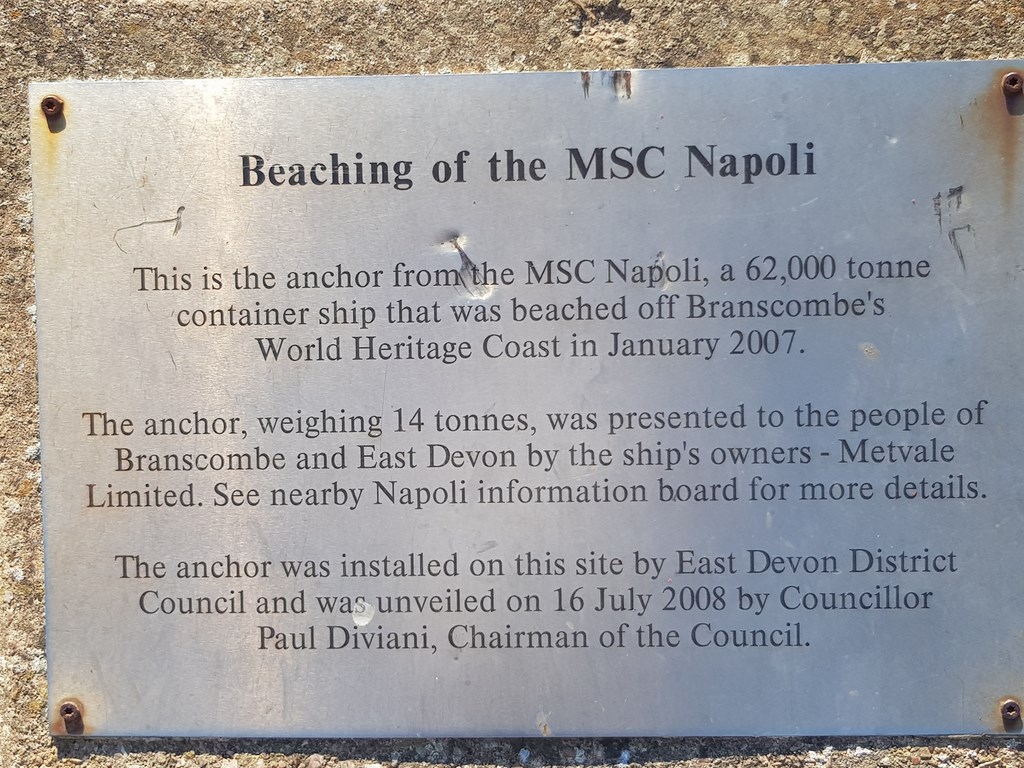 Beaching of the MSC Napoli
This is the anchor from the MSC Napoli, a 62,000 tonne
container ship that was beached off Branscombe's
World Heritage Coast in January 2007.
The anchor, weighing 14 tonnes, was presented to the people of
Branscombe and East Devon by the ship's owners - Metvale
Limited. See nearby Napoli information board for more details.
The anchor was installed on this site by East Devon District
Council and was unveiled on 16 July 2008 by Councillor
Paul Diviani, Chairman of the Council.